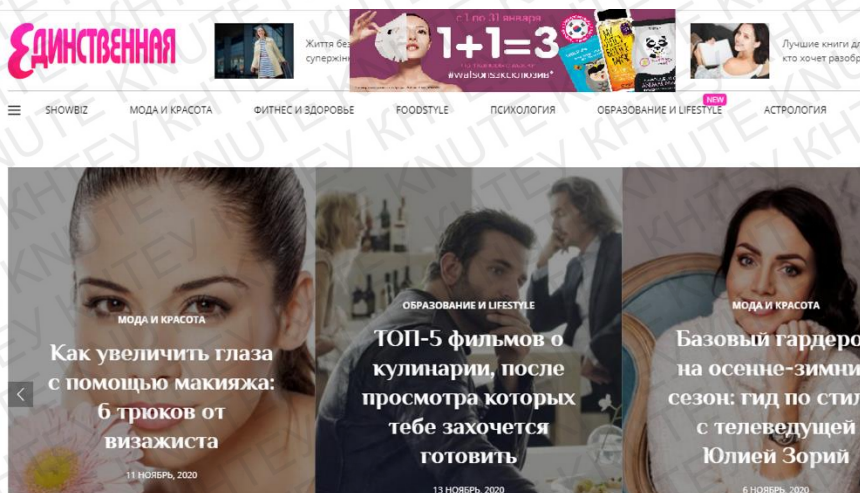 ЕДИНСТВЕННАЯ
Життя без
супержін
с 1 по 31 января
1+1=3
#watsonsэксклюзив*
Лучшие книги дл
кто хочет разобр
SHOWBIZ
МОДА И КРАСОТА
ФИТНЕС И ЗДОРОВЬЕ
FOODSTYLE
ПСИХОЛОГИЯ
ОБРАЗОВАНИЕ И LIFESTYLE
NEW
АСТРОЛОГИЯ
МОДА И КРАСОТА
Как увеличить глаза
с помощью макияжа:
6 трюков от
визажиста
11 НОЯБРЬ, 2020
ОБРАЗОВАНИЕ И LIFESTYLE
ТОП-5 фильмов о
кулинарии, после
просмотра которых
тебе захочется
готовить
13 НОЯБРЬ, 2020
МОДА И КРАСОТА
Базовый гардеро
на осенне-зимни
сезон: гид по стил
с телеведущей
Юлией Зорий
6 НОЯБРЬ, 2020
KNUTE
КНТЕУ